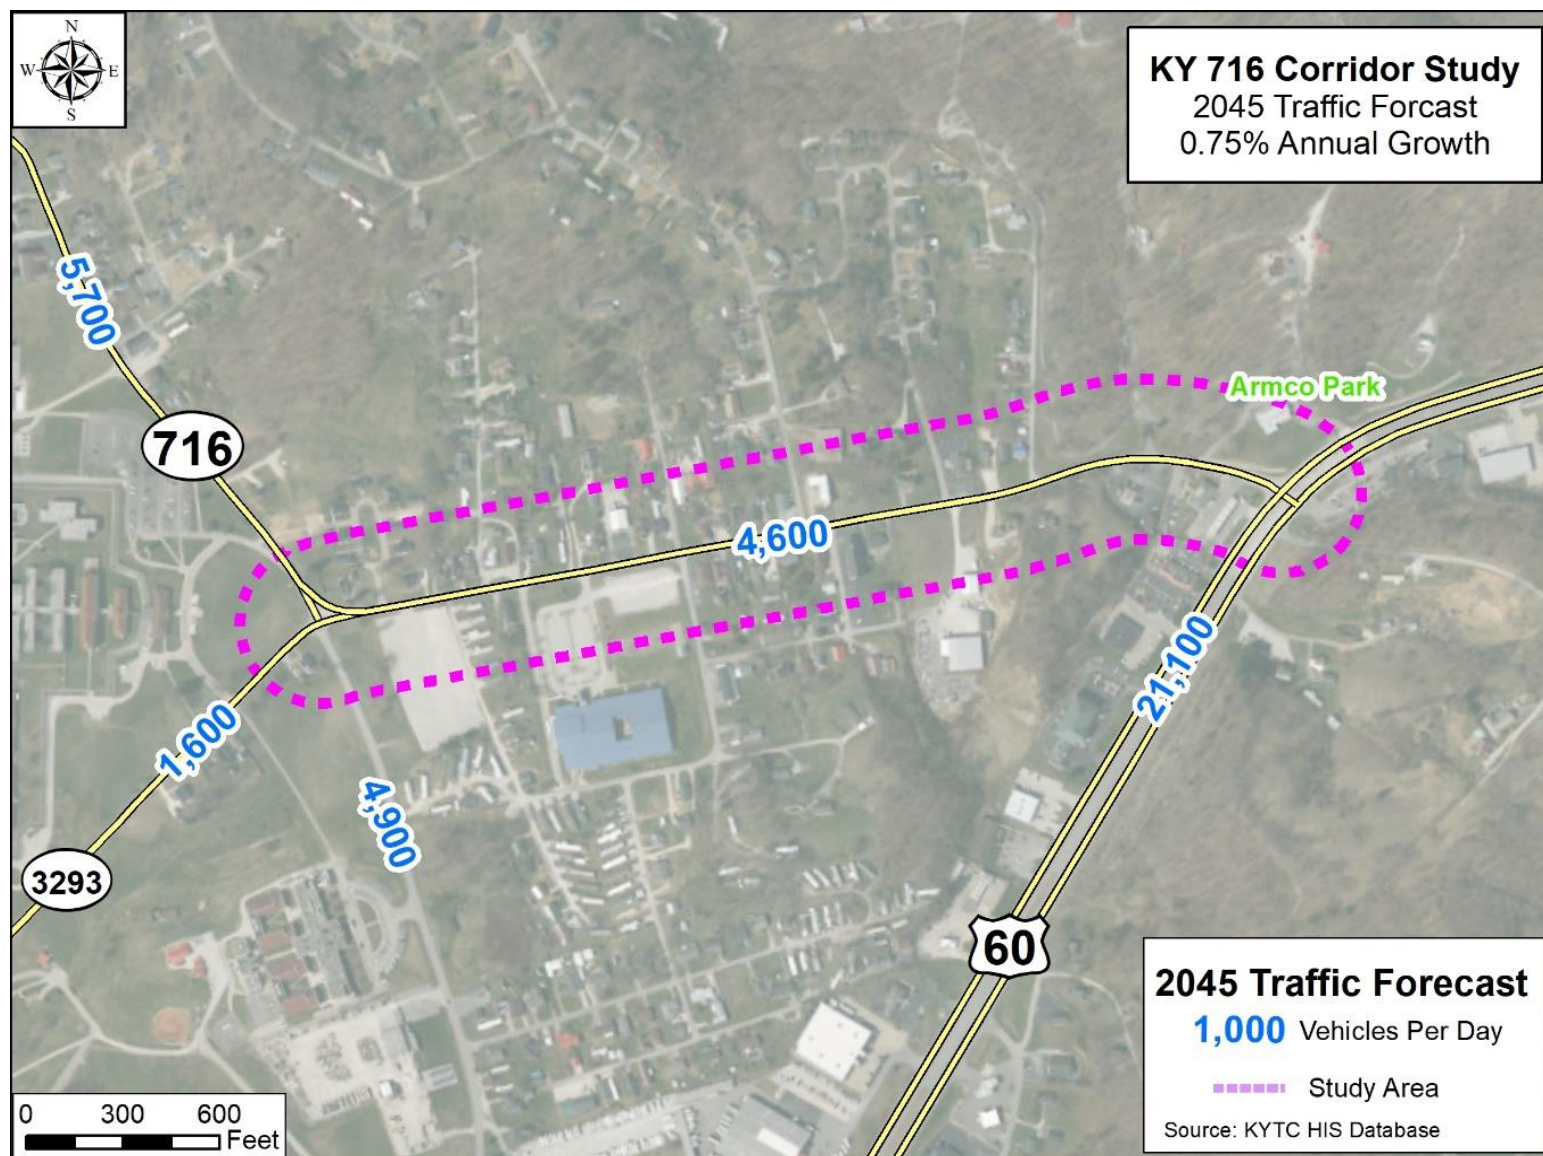 N
W E
S
KY 716 Corridor Study
2045 Traffic Forcast
0.75% Annual Growth
5,700
Armco Park
716
4,600
21,100
1,600
4,900
3293
60
2045 Traffic Forecast
1,000 Vehicles Per Day
Study Area
Source: KYTC HIS Database
0 300 600
Feet